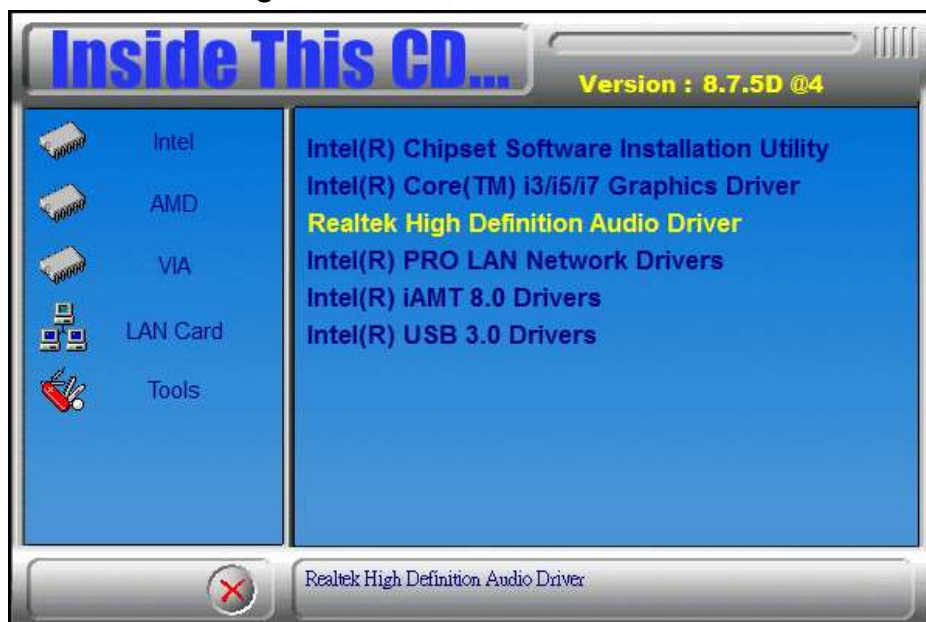 Inside This CD...
Version : 8.7.5D @4
Intel
AMD
VIA
LAN Card
Tools
Intel(R) Chipset Software Installation Utility
Intel(R) Core(TM) i3/i5/i7 Graphics Driver
Realtek High Definition Audio Driver
Intel(R) PRO LAN Network Drivers
Intel(R) iAMT 8.0 Drivers
Intel(R) USB 3.0 Drivers
Realtek High Definition Audio Driver